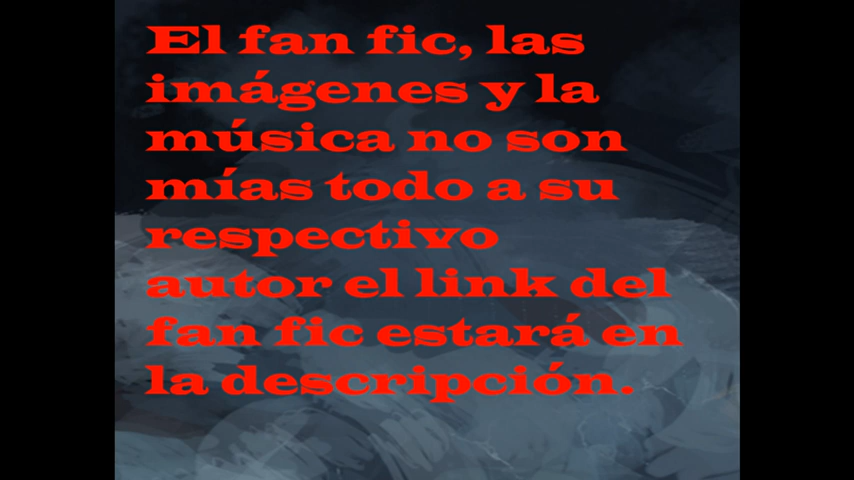 El fan fic, las
imágenes y la
música no son
mías todo a su
respectivo
autor el link del
fan fic estará en
la descripción.